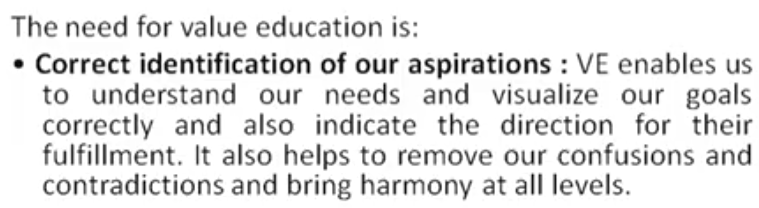 The need for value education is:
• Correct identification of our aspirations : VE enables us
to understand our needs and visualize our goals
correctly and also indicate the direction for their
fulfillment. It also helps to remove our confusions and
contradictions and bring harmony at all levels.